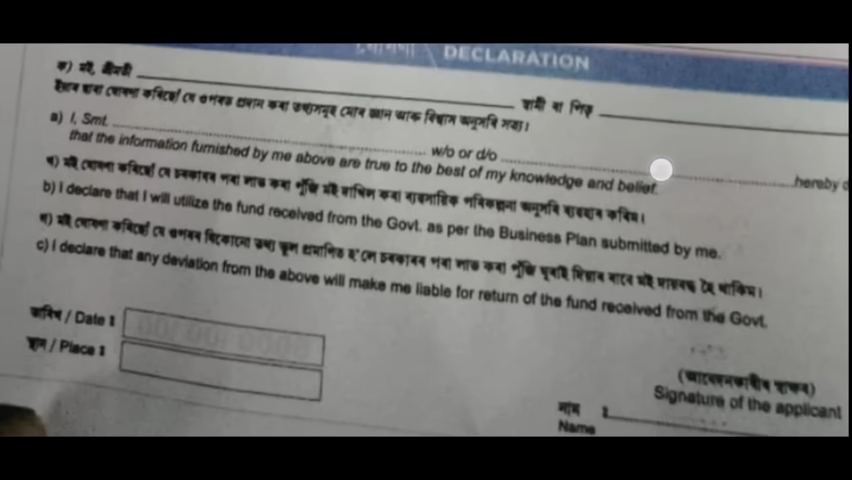 ঘোষণা \ DECLARATION
ক) মই, শ্ৰীমতী ____________ স্বামী বা পিতৃ ____________
ইয়াৰ দ্বাৰা ঘোষণা কৰিছোঁ যে ওপৰত প্ৰদান কৰা তথ্যসমূহ মোৰ জ্ঞান আৰু বিশ্বাস অনুসৰি সত্য।
a) I, Smt. ........................ w/o or d/o ........................ hereby
that the information furnished by me above are true to the best of my knowledge and belief.
খ) মই ঘোষণা কৰিছোঁ যে চৰকাৰৰ পৰা লাভ কৰা পুঁজি মই দাখিল কৰা ব্যৱসায়িক পৰিকল্পনা অনুসৰি ব্যৱহাৰ কৰিম।
b) I declare that I will utilize the fund received from the Govt. as per the Business Plan submitted by me.
গ) মই ঘোষণা কৰিছোঁ যে ওপৰৰ যিকোনো তথ্য ভুল প্ৰমাণিত হ'লে চৰকাৰৰ পৰা লাভ কৰা পুঁজি ঘূৰাই দিয়াৰ বাবে মই দায়বদ্ধ হৈ থাকিম।
c) I declare that any deviation from the above will make me liable for return of the fund received from the Govt.
তাৰিখ / Date :
স্থান / Place :
(আবেদনকাৰীৰ স্বাক্ষৰ)
Signature of the applicant
নাম :
Name